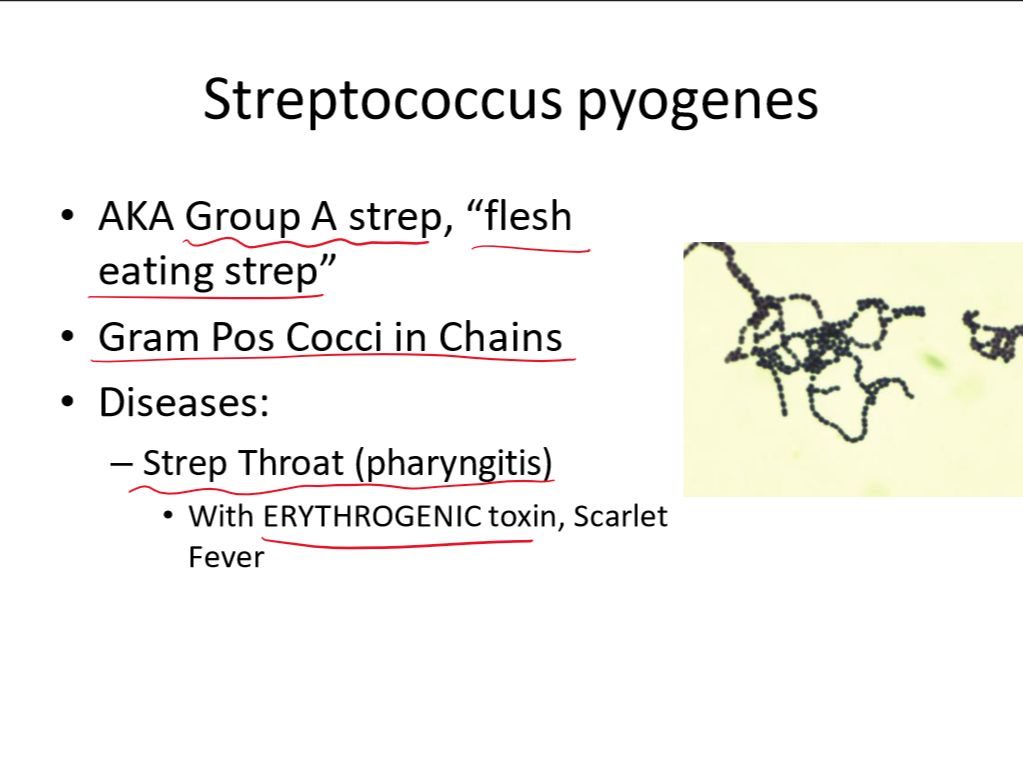 Streptococcus pyogenes
• AKA Group A strep, “flesh
eating strep”
• Gram Pos Cocci in Chains
• Diseases:
– Strep Throat (pharyngitis)
• With ERYTHROGENIC toxin, Scarlet
Fever